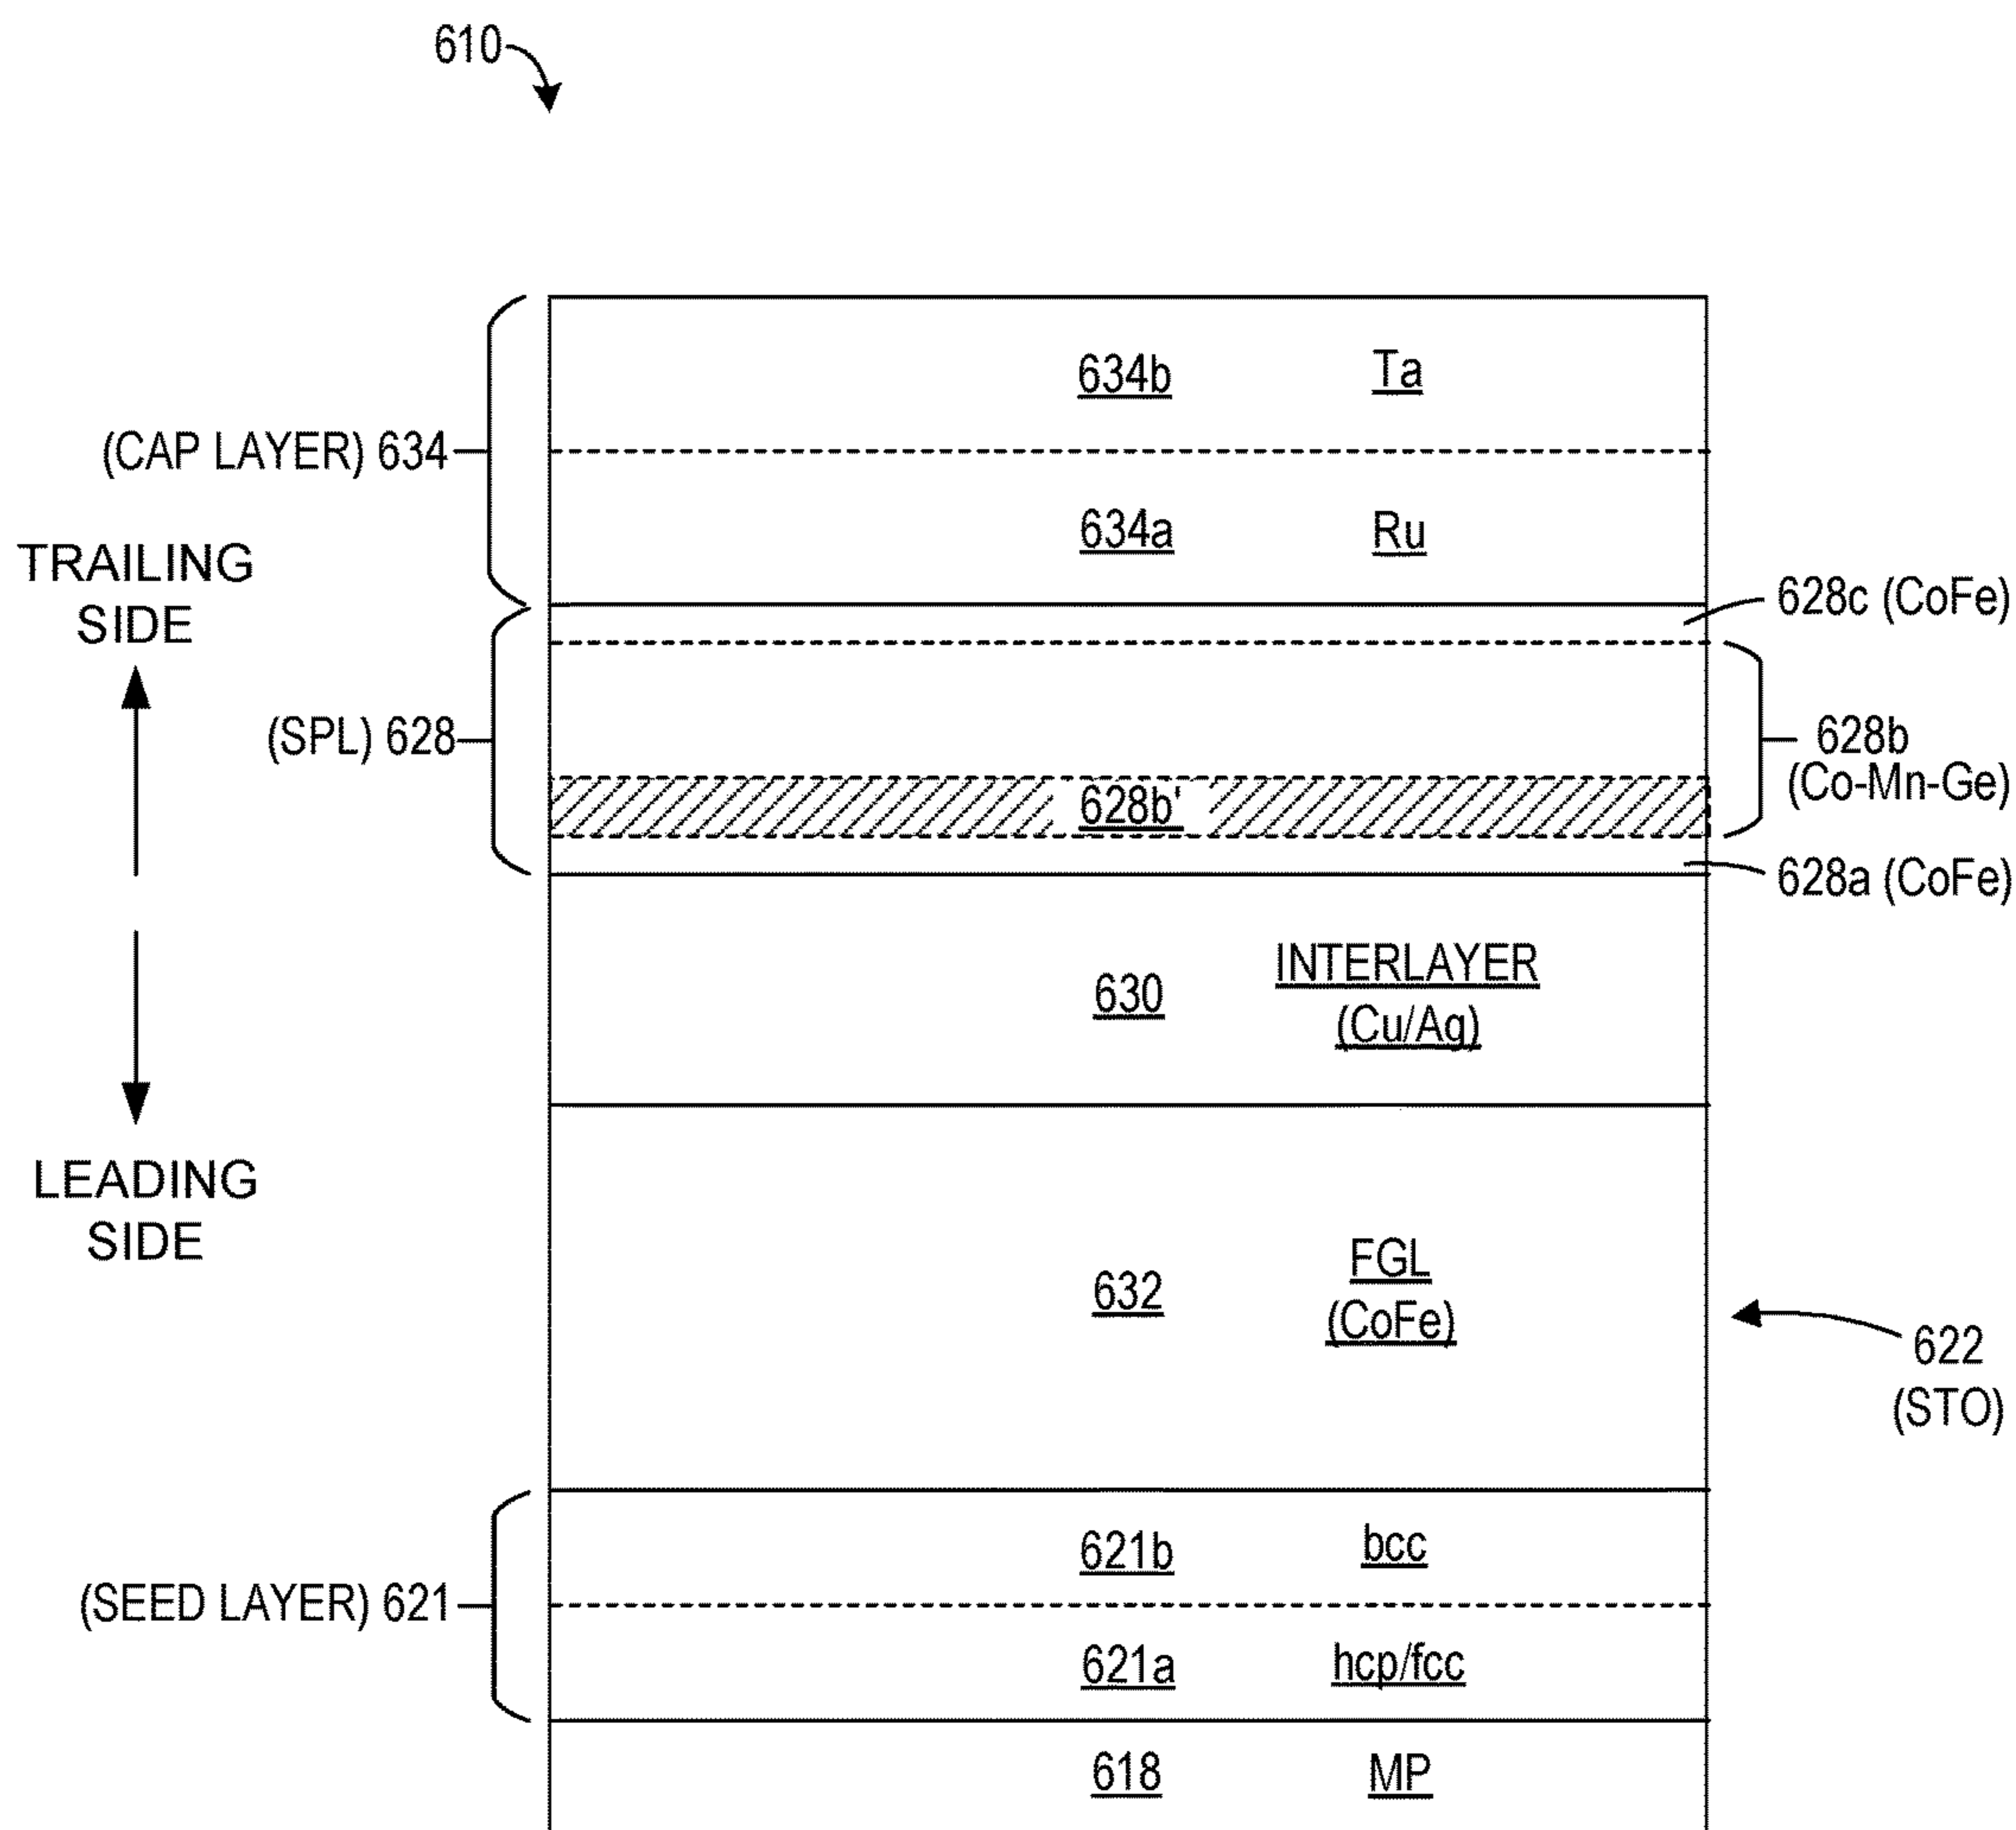 610
634b Ta
(CAP LAYER) 634
634a Ru
TRAILING
SIDE
628c (CoFe)
(SPL) 628
628b
(Co-Mn-Ge)
628b'
628a (CoFe)
630
INTERLAYER
(Cu/Ag)
LEADING
SIDE
632
FGL
(CoFe)
622
(STO)
621b bcc
(SEED LAYER) 621
621a hcp/fcc
618 MP